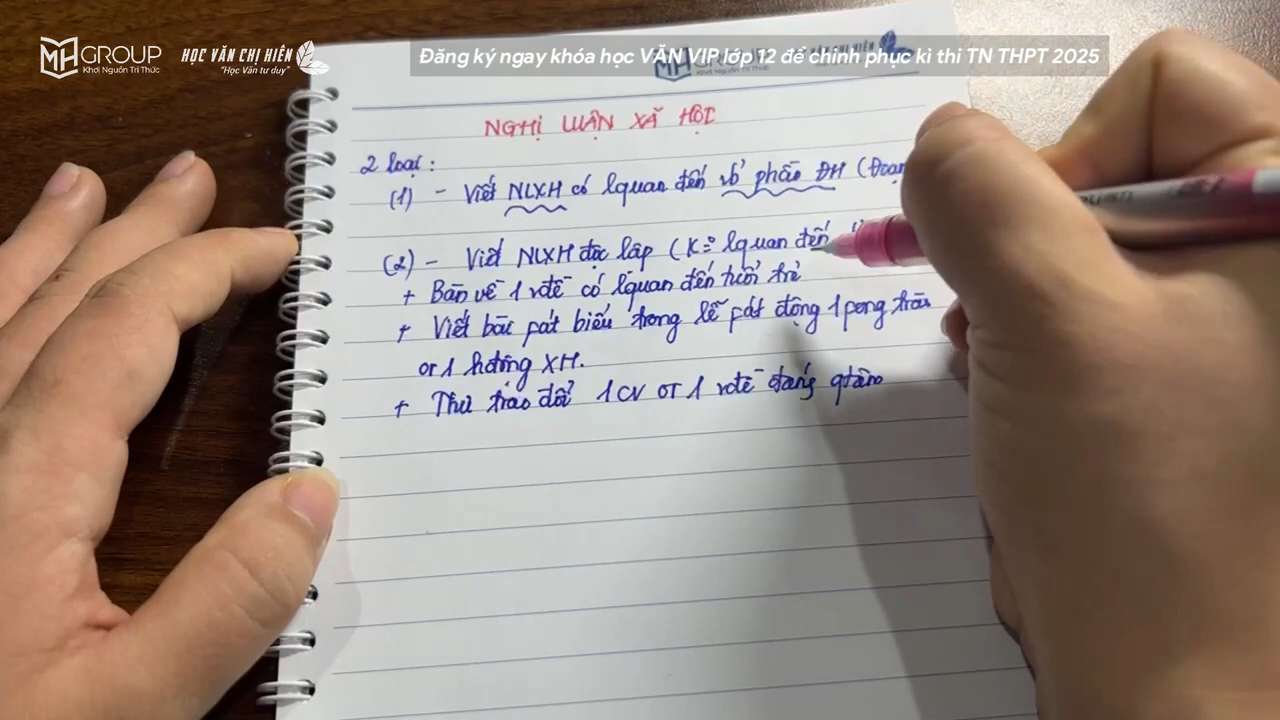 MH GROUP
Khơi Nguồn Tri Thức
HỌC VĂN CHỊ HIÊN
"Học Văn tư duy"
Đăng ký ngay khóa học VĂN VIP lớp 12 để chinh phục kì thi TN THPT 2025
NGHỊ LUẬN XÃ HỘI
2 loại :
(1) - Viết NLXH có lquan đến phần ĐH (Đoạn
(2) - Viết NLXH độc lập (K lquan đến
+ Bàn về 1 vđề có lquan đến tuổi trẻ
+ Viết bài pát biểu trong lễ pát động 1 pong trào
or 1 hđộng XH.
+ Thư trao đổi 1 CV or 1 vđề đáng qtâm